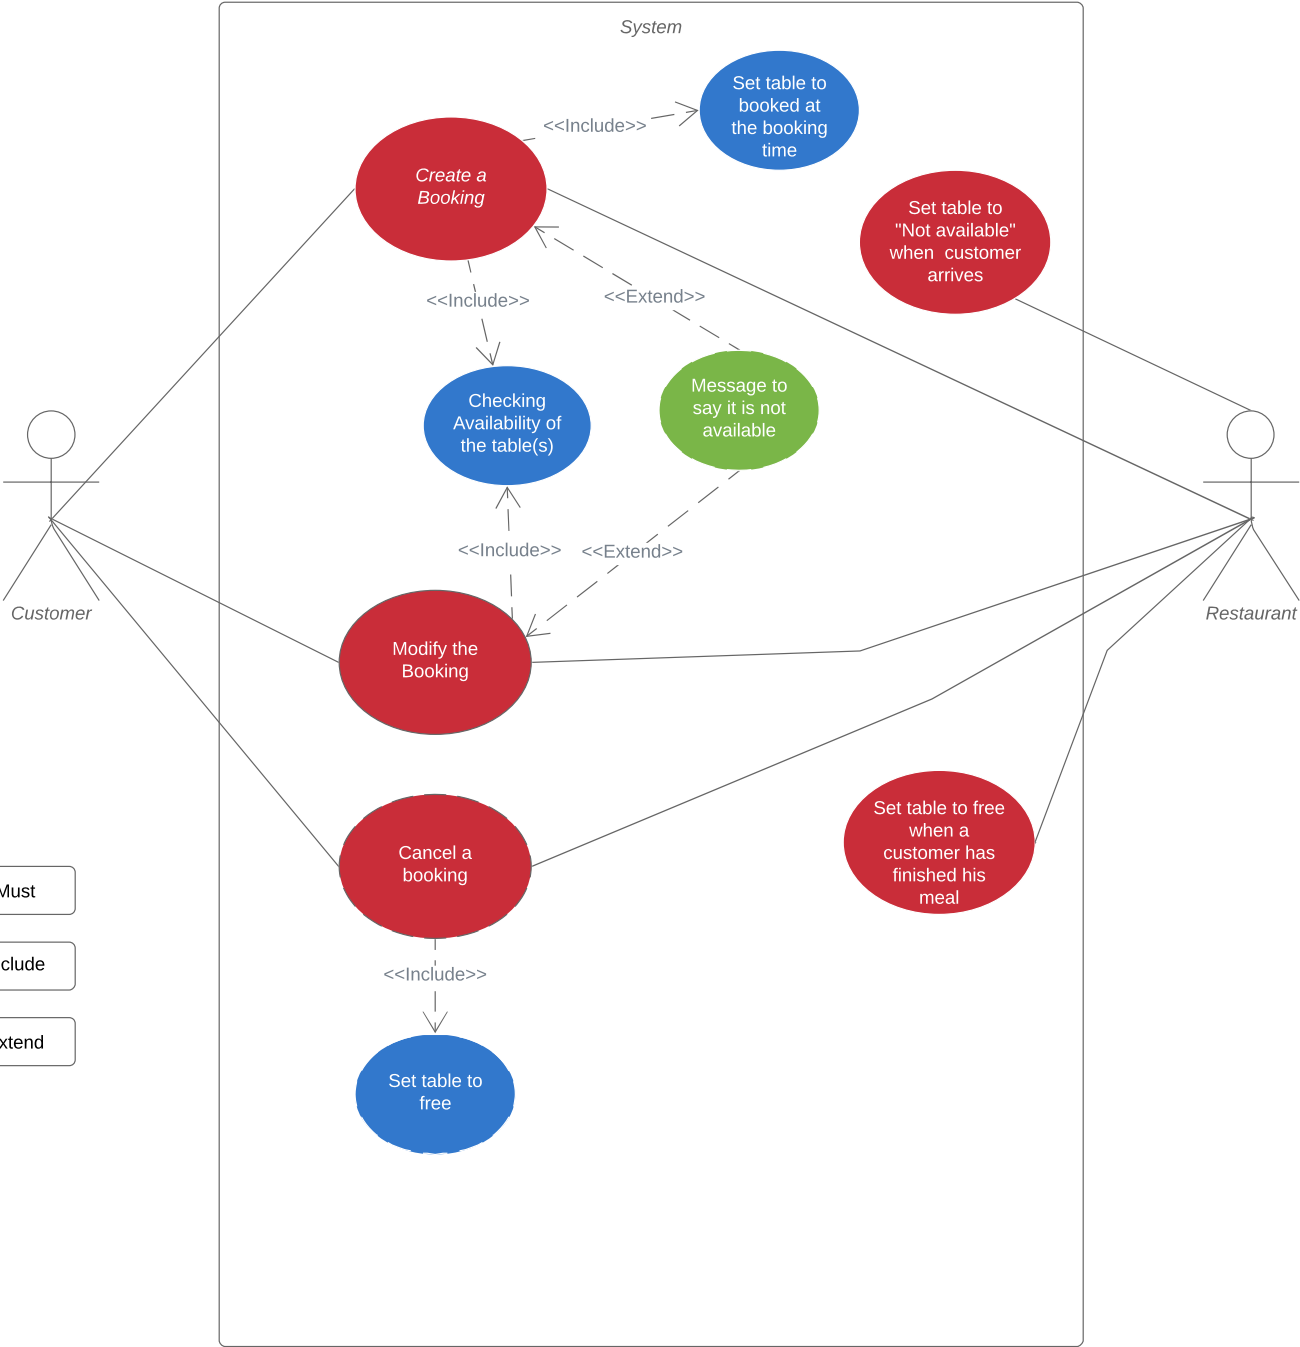 System
Set table to
booked at
the booking
time
<<Include>>
Create a
Booking
Set table to
"Not available"
when customer
arrives
<<Include>>
<<Extend>>
Checking
Availability of
the table(s)
Message to
say it is not
available
<<Include>>
<<Extend>>
Customer
Restaurant
Modify the
Booking
Cancel a
booking
Set table to free
when a
customer has
finished his
meal
Must
clude
xtend
<<Include>>
Set table to
free